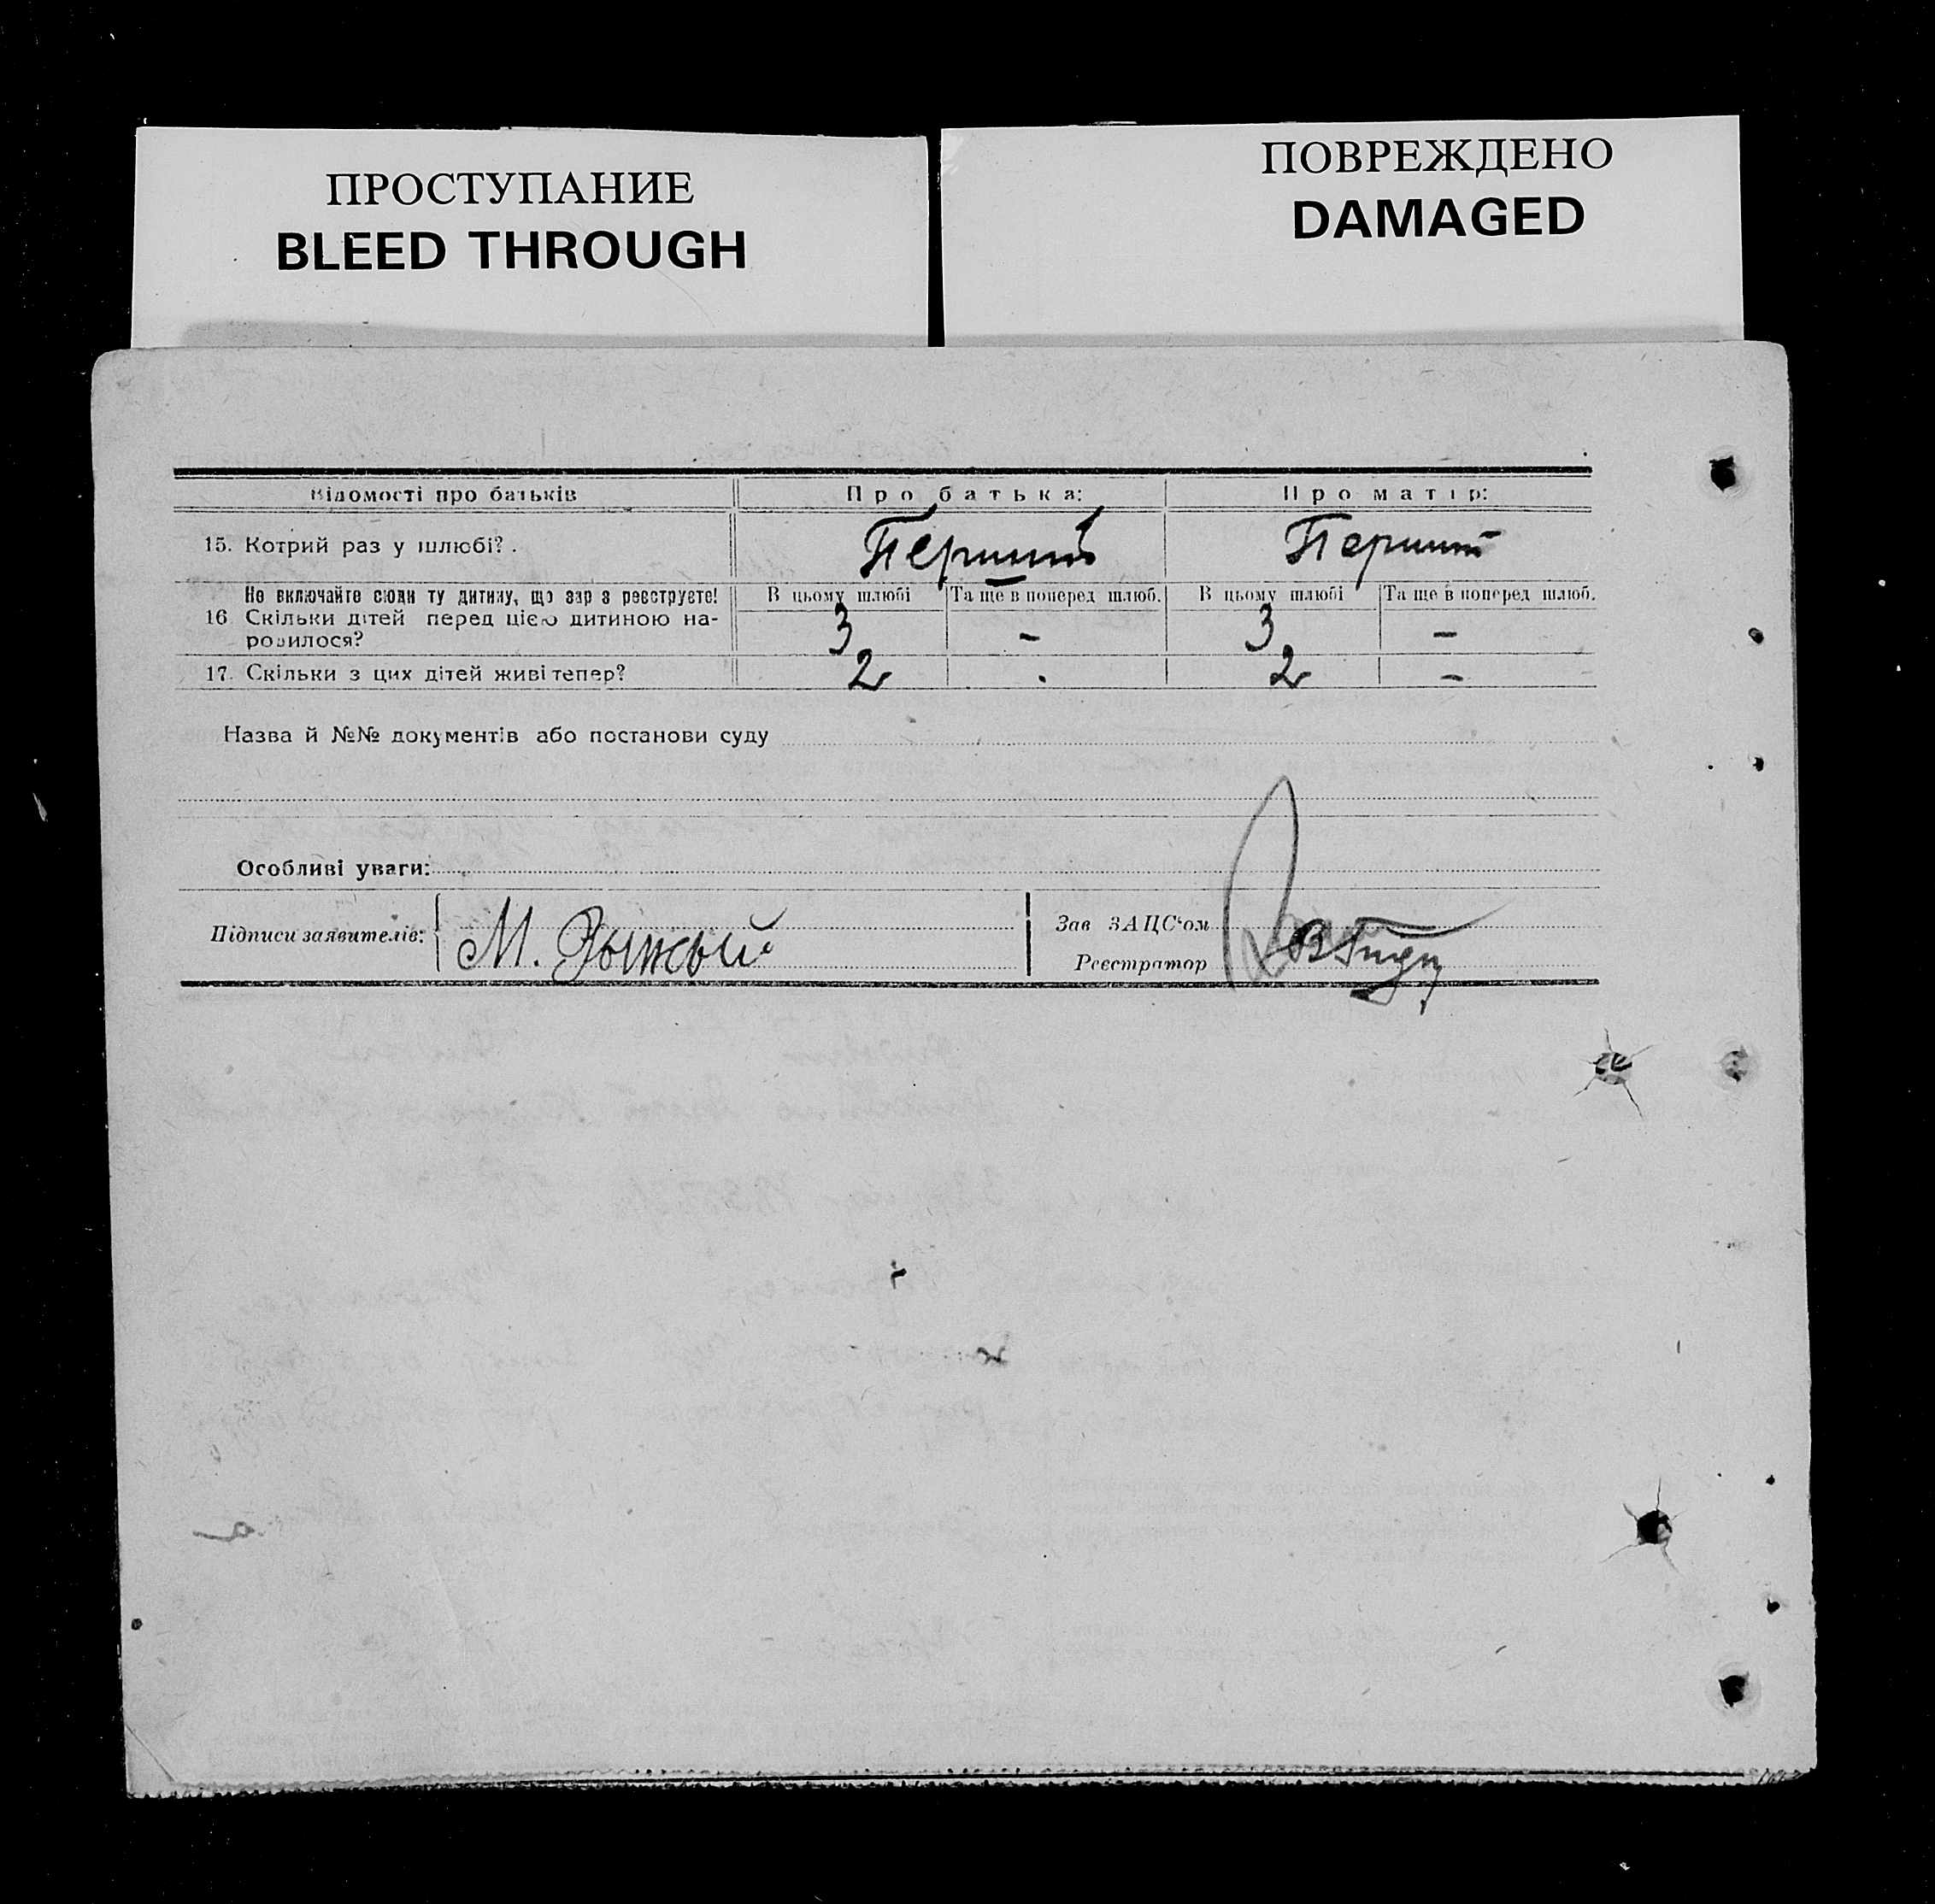 ПРОСТУПАНИЕ
BLEED THROUGH
ПОВРЕЖДЕНО
DAMAGED
Відомості про батьків
Про батька:
Про матір:
15. Котрий раз у шлюбі?
Перший
Перший
Не включайте сюди ту дитину, що зараз реєструєте!
В цьому шлюбі
Та ще в поперед шлюб.
В цьому шлюбі
Та ще в поперед шлюб.
16 Скільки дітей перед цією дитиною на-
родилося?
3
-
3
-
17. Скільки з цих дітей живі тепер?
2
.
2
-
Назва й №№ документів або постанови суду
Особливі уваги:
Підписи заявителів:
М. Рыжый
Зав ЗАЦС'ом
Реєстратор